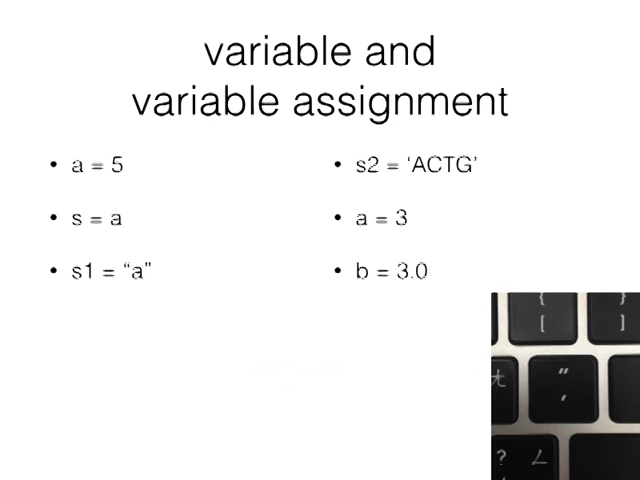 variable and
variable assignment
• a = 5
• s = a
• s1 = “a”
• s2 = ‘ACTG’
• a = 3
• b = 3.0
{ }
[ ]
ㄤ " '
? ㄥ